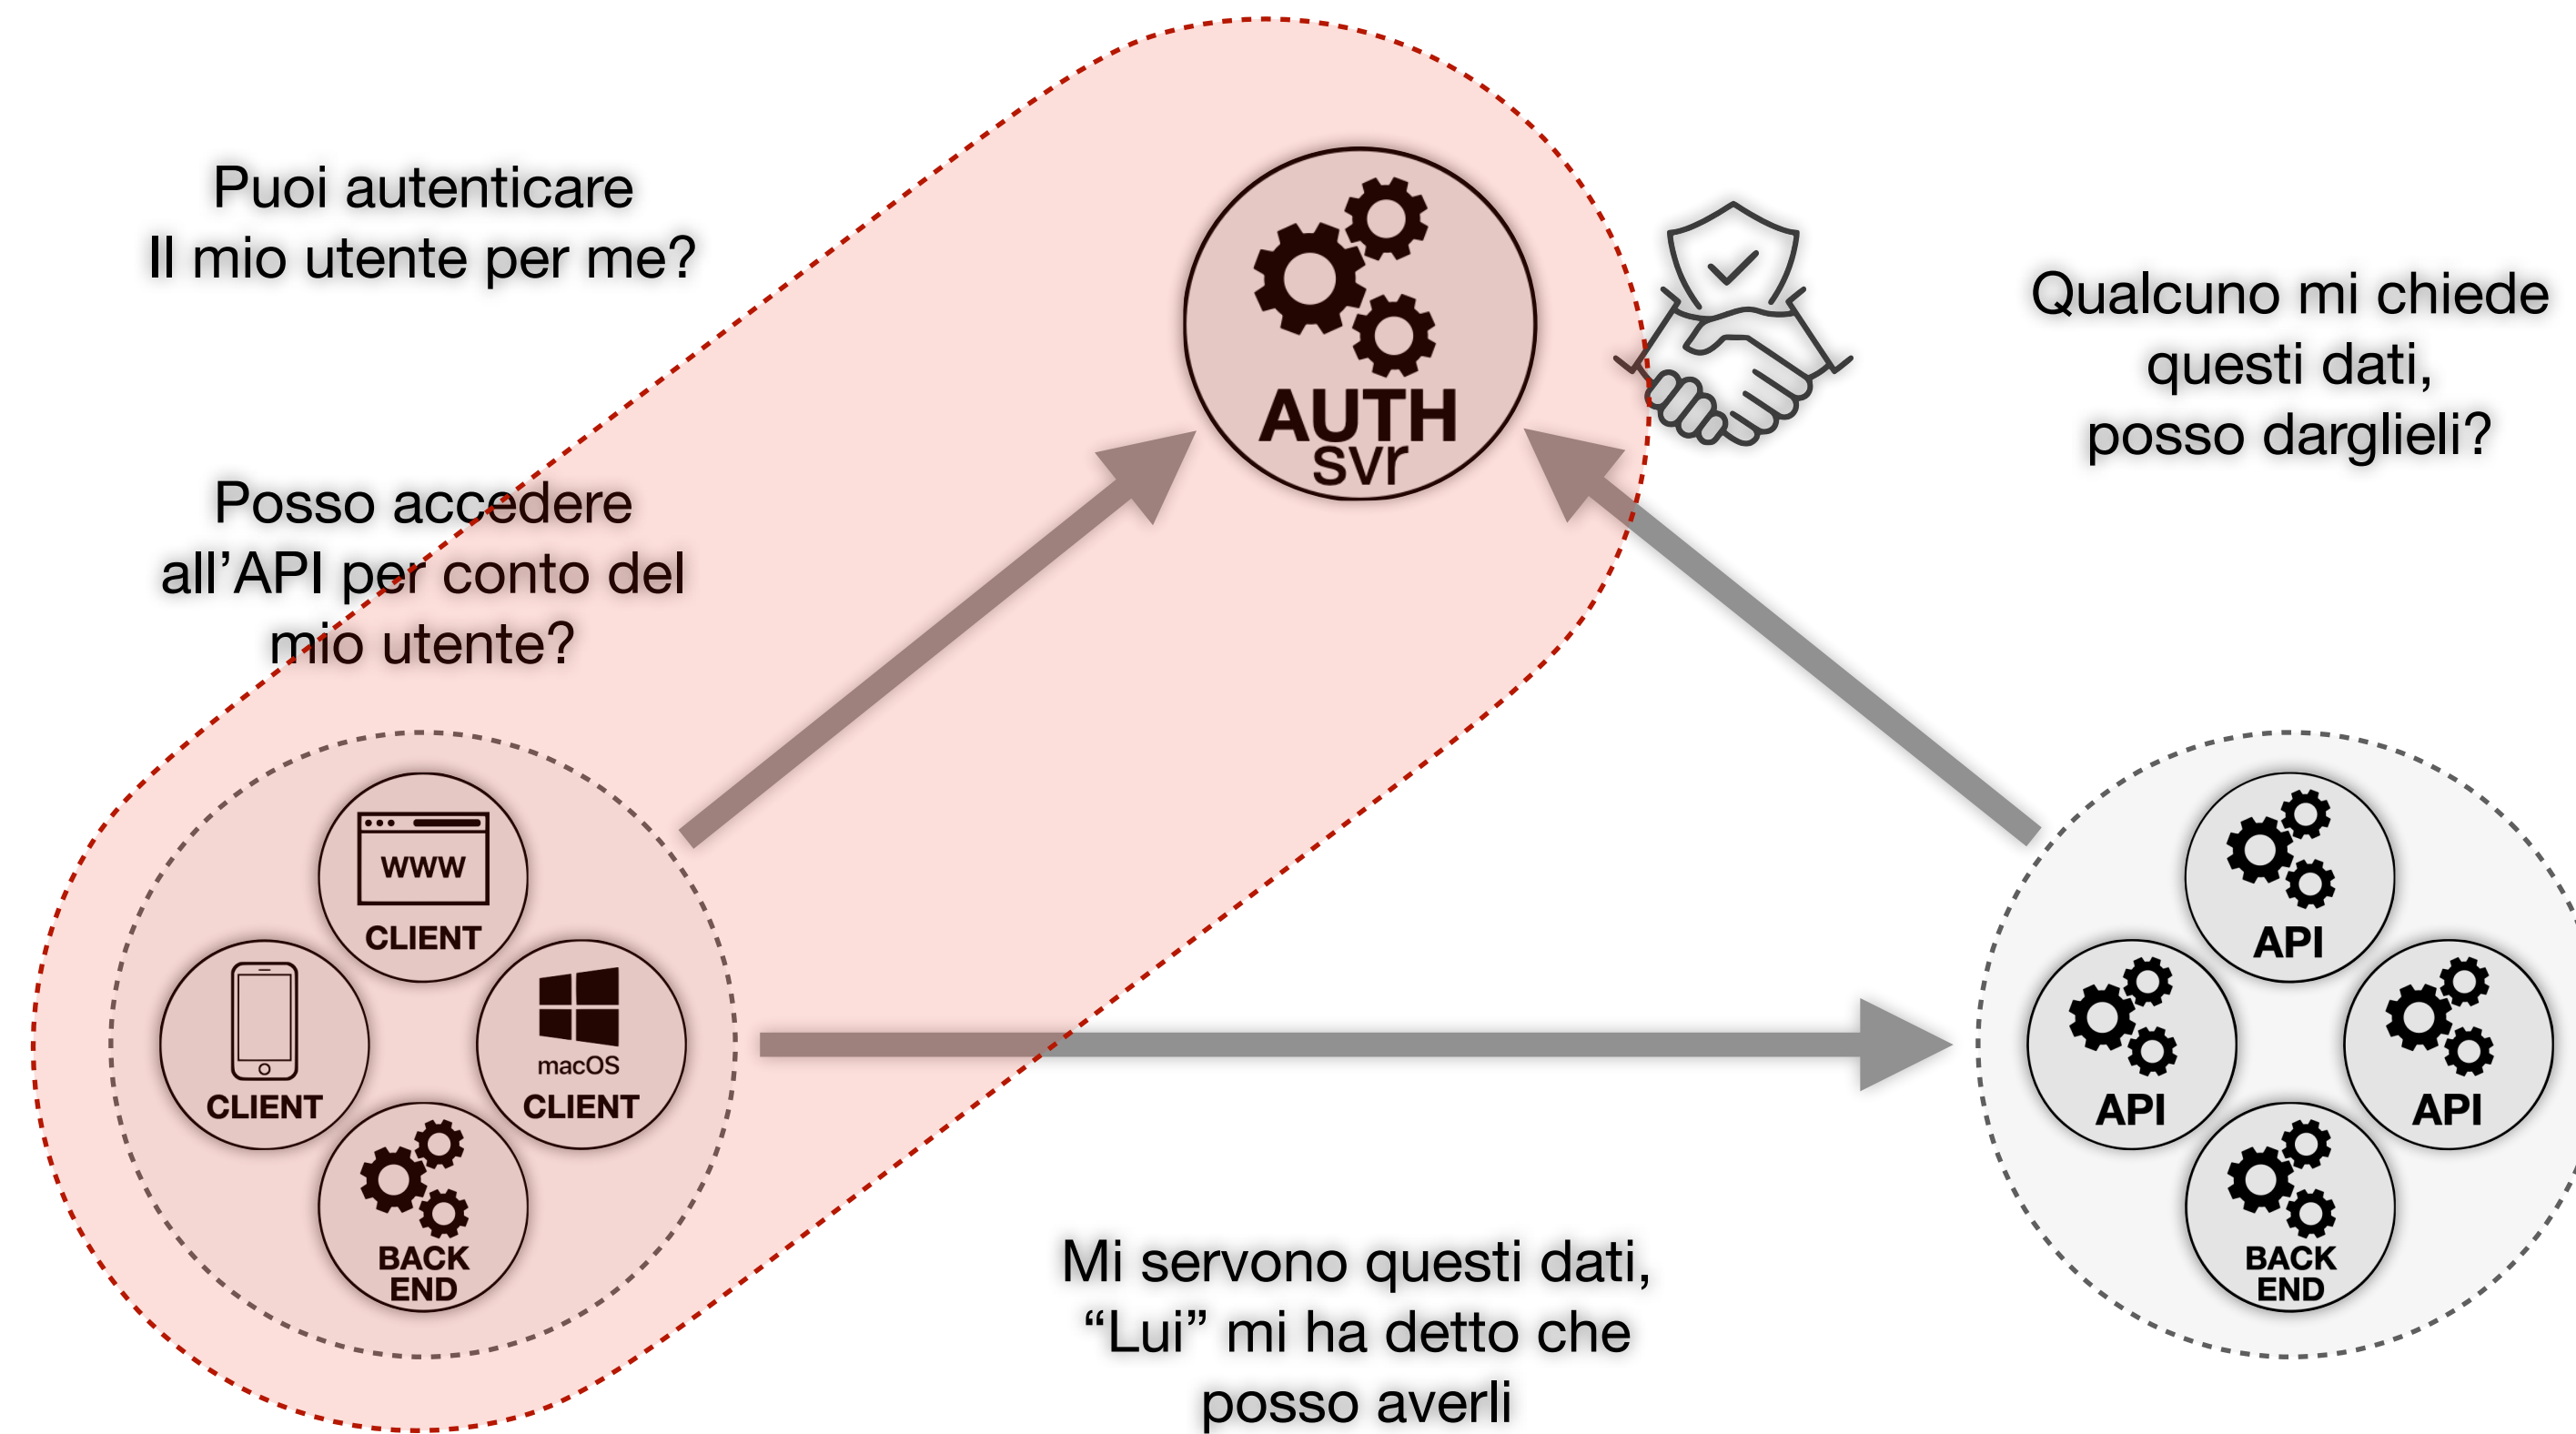 Puoi autenticare
Il mio utente per me?
Posso accedere
all’API per conto del
mio utente?
AUTH
svr
Qualcuno mi chiede
questi dati,
posso darglieli?
www
CLIENT
CLIENT
macOS
CLIENT
BACK
END
API
API
API
BACK
END
Mi servono questi dati,
“Lui” mi ha detto che
posso averli